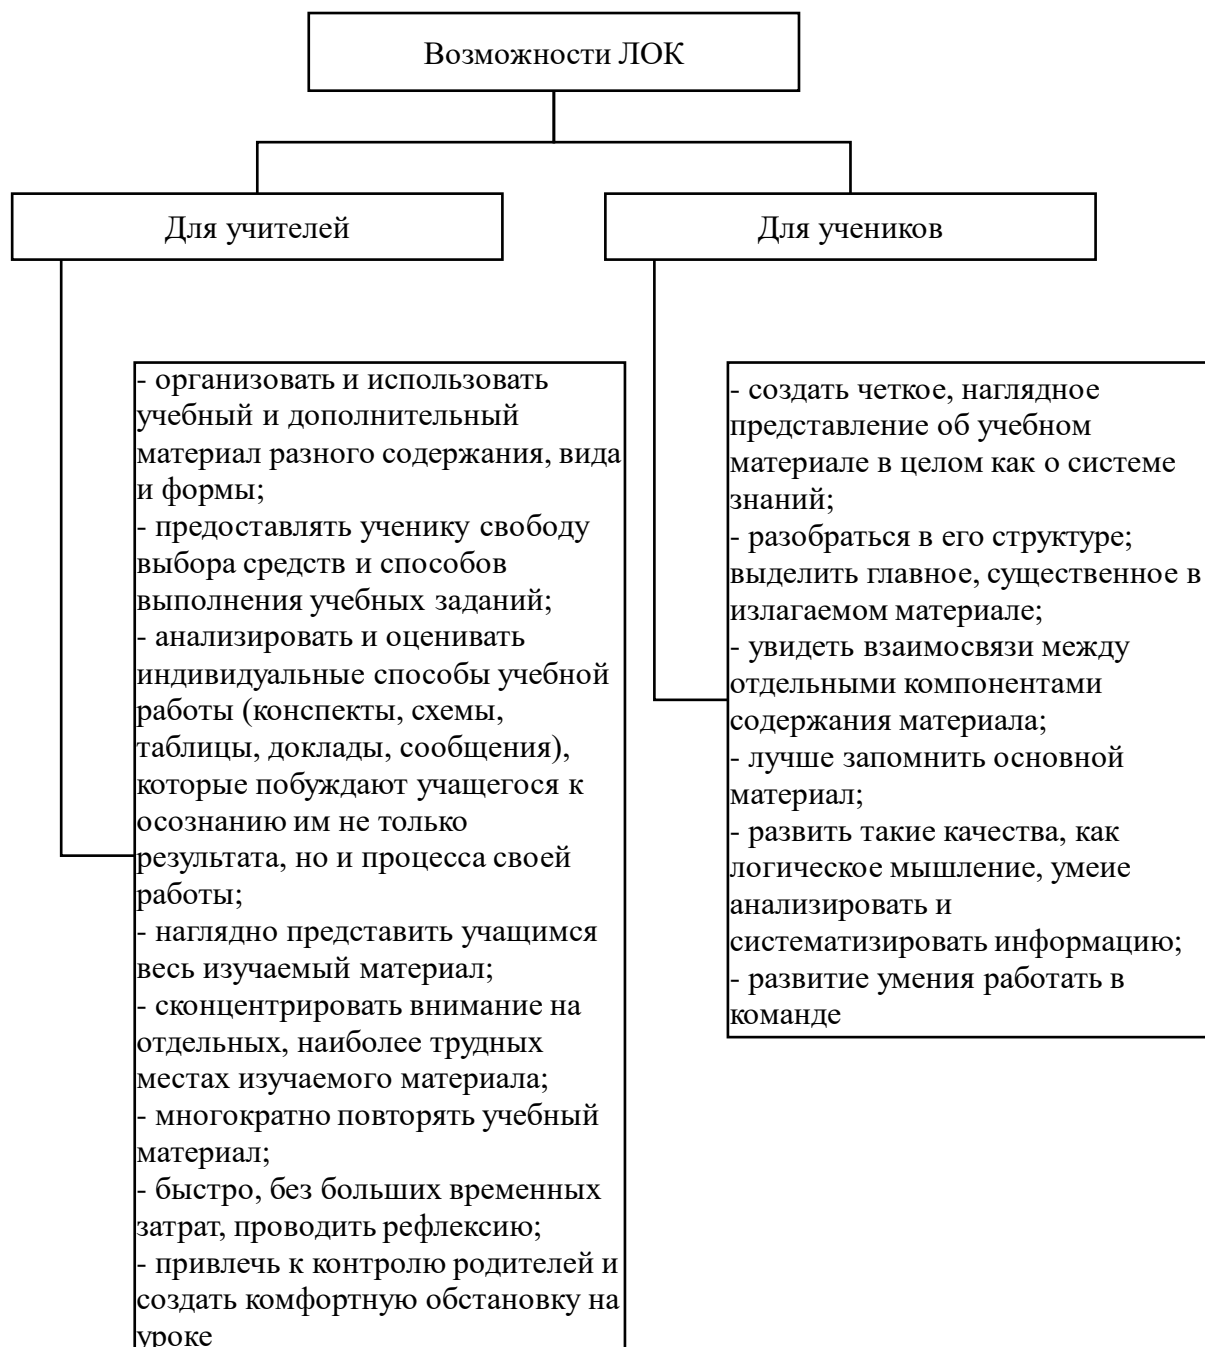 Возможности ЛОК
Для учителей
Для учеников
- организовать и использовать
учебный и дополнительный
материал разного содержания, вида
и формы;
- предоставлять ученику свободу
выбора средств и способов
выполнения учебных заданий;
- анализировать и оценивать
индивидуальные способы учебной
работы (конспекты, схемы,
таблицы, доклады, сообщения),
которые побуждают учащегося к
осознанию им не только
результата, но и процесса своей
работы;
- наглядно представить учащимся
весь изучаемый материал;
- сконцентрировать внимание на
отдельных, наиболее трудных
местах изучаемого материала;
- многократно повторять учебный
материал;
- быстро, без больших временных
затрат, проводить рефлексию;
- привлечь к контролю родителей и
создать комфортную обстановку на
уроке
- создать четкое, наглядное
представление об учебном
материале в целом как о системе
знаний;
- разобраться в его структуре;
выделить главное, существенное в
излагаемом материале;
- увидеть взаимосвязи между
отдельными компонентами
содержания материала;
- лучше запомнить основной
материал;
- развить такие качества, как
логическое мышление, умеие
анализировать и
систематизировать информацию;
- развитие умения работать в
команде